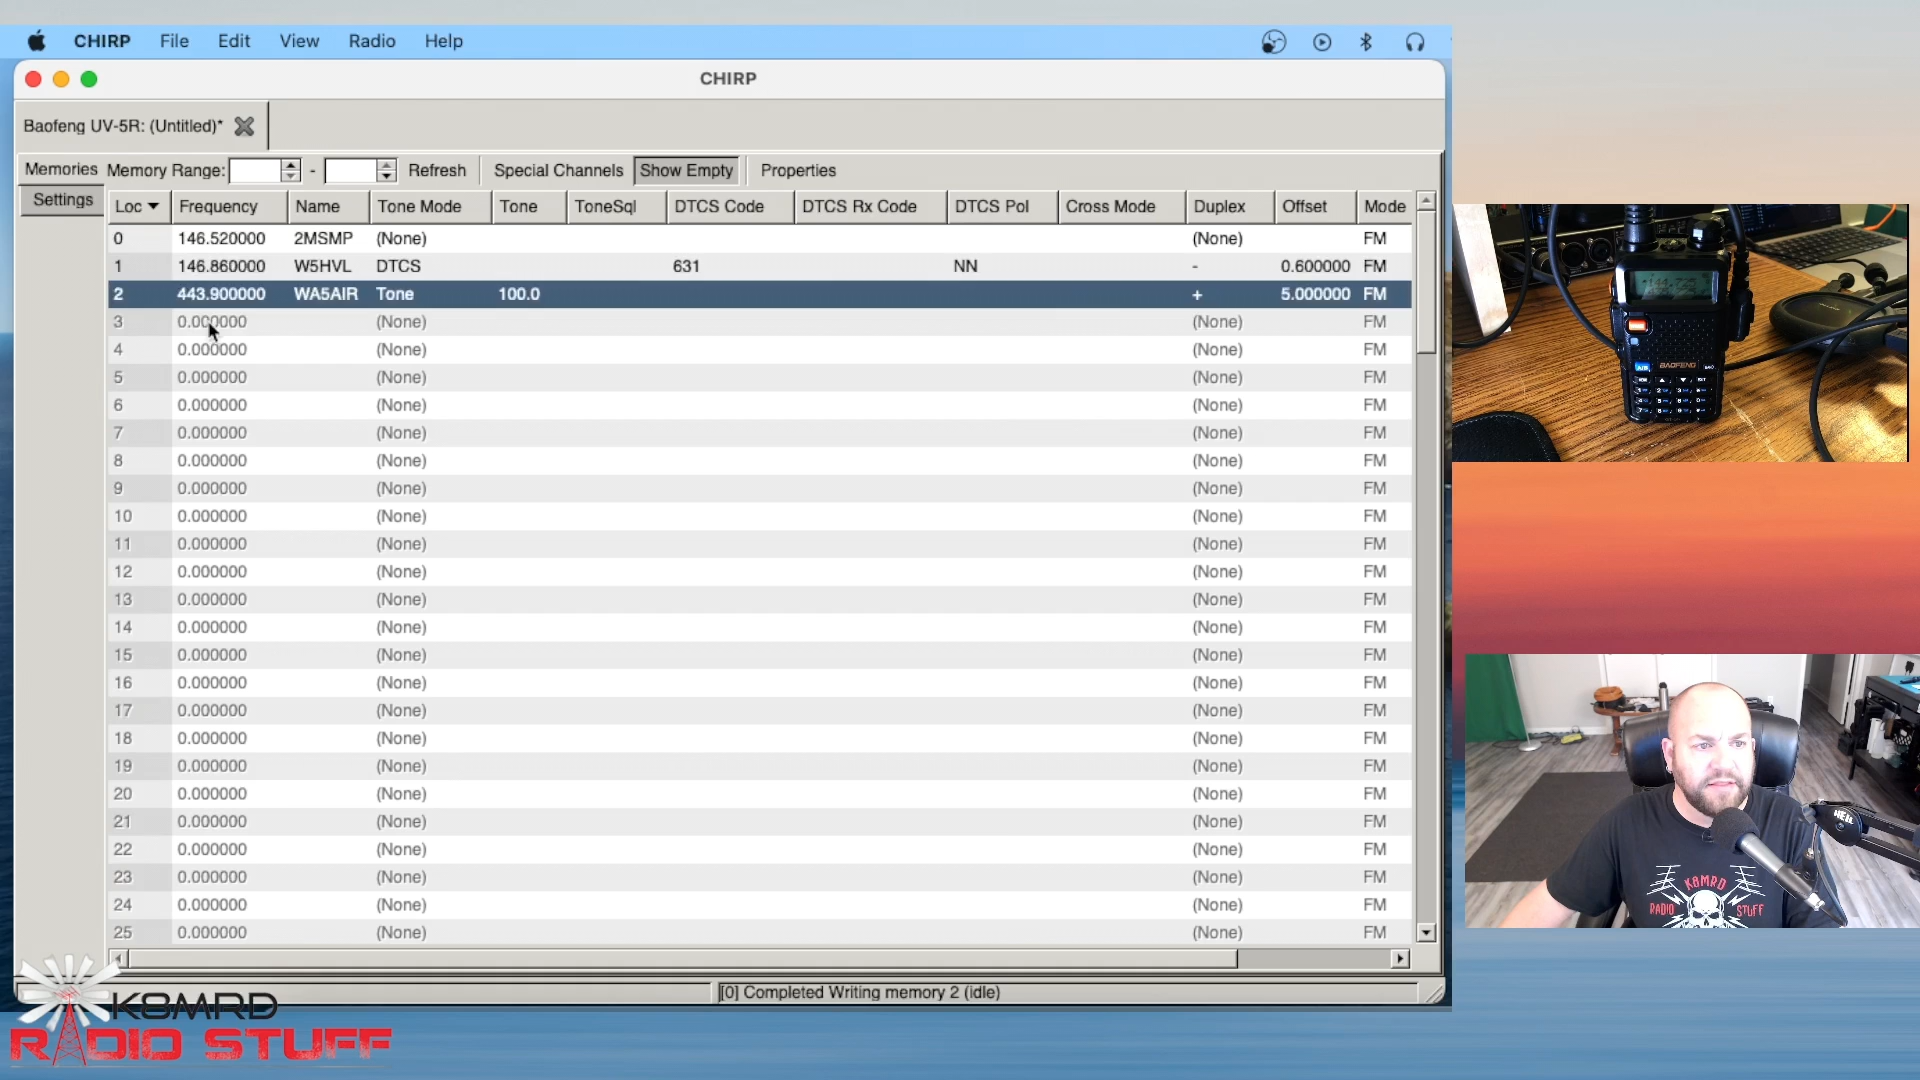 CHIRP File Edit View Radio Help
CHIRP
Baofeng UV-5R: (Untitled)*
Memories Memory Range: - Refresh Special Channels Show Empty Properties
Settings
Loc Frequency Name Tone Mode Tone ToneSql DTCS Code DTCS Rx Code DTCS Pol Cross Mode Duplex Offset Mode
0 146.520000 2MSMP (None) (None) FM
1 146.860000 W5HVL DTCS 631 NN - 0.600000 FM
2 443.900000 WA5AIR Tone 100.0 + 5.000000 FM
3 0.000000 (None) (None) FM
4 0.000000 (None) (None) FM
5 0.000000 (None) (None) FM
6 0.000000 (None) (None) FM
7 0.000000 (None) (None) FM
8 0.000000 (None) (None) FM
9 0.000000 (None) (None) FM
10 0.000000 (None) (None) FM
11 0.000000 (None) (None) FM
12 0.000000 (None) (None) FM
13 0.000000 (None) (None) FM
14 0.000000 (None) (None) FM
15 0.000000 (None) (None) FM
16 0.000000 (None) (None) FM
17 0.000000 (None) (None) FM
18 0.000000 (None) (None) FM
19 0.000000 (None) (None) FM
20 0.000000 (None) (None) FM
21 0.000000 (None) (None) FM
22 0.000000 (None) (None) FM
23 0.000000 (None) (None) FM
24 0.000000 (None) (None) FM
25 0.000000 (None) (None) FM
[0] Completed Writing memory 2 (idle)
K8MRD
RADIO STUFF
BAOFENG
HEIL
K8MRD
RADIO STUFF